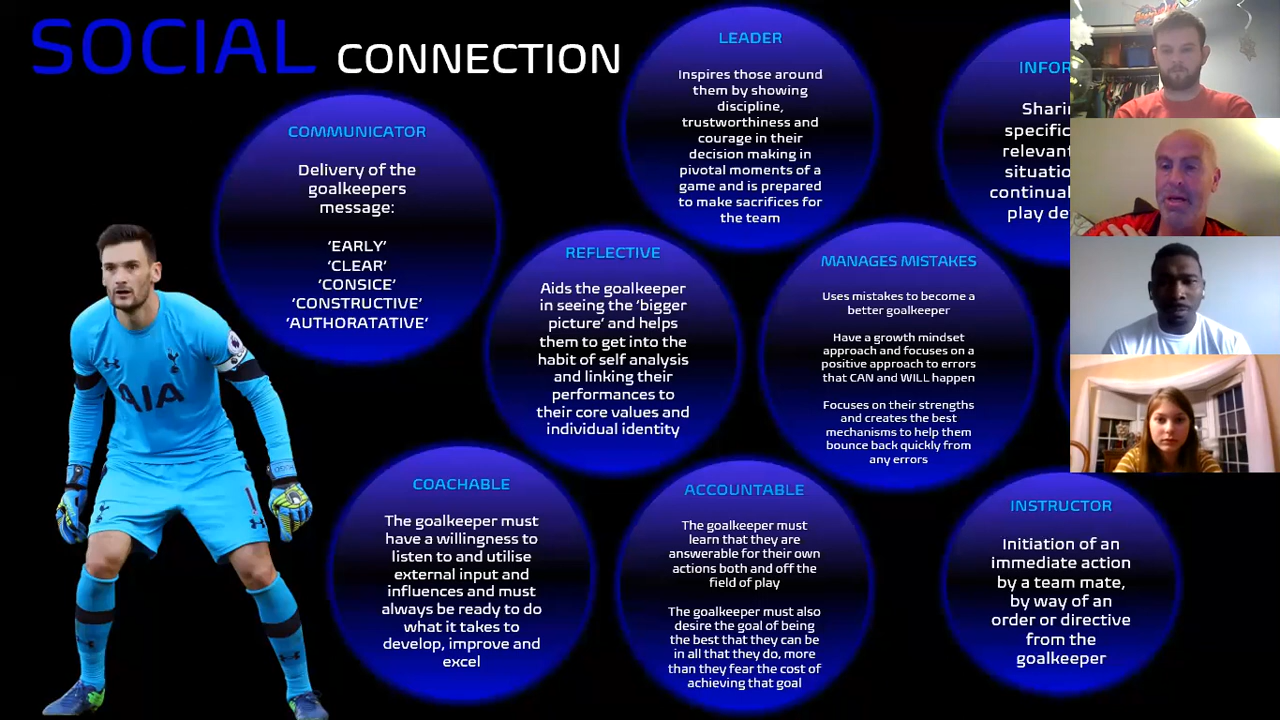 SOCIAL CONNECTION
COMMUNICATOR
Delivery of the
goalkeepers
message:
‘EARLY’
‘CLEAR’
‘CONSICE’
‘CONSTRUCTIVE’
‘AUTHORATATIVE’
LEADER
Inspires those around
them by showing
discipline,
trustworthiness and
courage in their
decision making in
pivotal moments of a
game and is prepared
to make sacrifices for
the team
INFOR
Sharin
specific
relevant
situatio
continual
play de
REFLECTIVE
Aids the goalkeeper
in seeing the ‘bigger
picture’ and helps
them to get into the
habit of self analysis
and linking their
performances to
their core values and
individual identity
MANAGES MISTAKES
Uses mistakes to become a
better goalkeeper
Have a growth mindset
approach and focuses on a
positive approach to errors
that CAN and WILL happen
Focuses on their strengths
and creates the best
mechanisms to help them
bounce back quickly from
any errors
COACHABLE
The goalkeeper must
have a willingness to
listen to and utilise
external input and
influences and must
always be ready to do
what it takes to
develop, improve and
excel
ACCOUNTABLE
The goalkeeper must
learn that they are
answerable for their own
actions both and off the
field of play
The goalkeeper must also
desire the goal of being
the best that they can be
in all that they do, more
than they fear the cost of
achieving that goal
INSTRUCTOR
Initiation of an
immediate action
by a team mate,
by way of an
order or directive
from the
goalkeeper
AIA